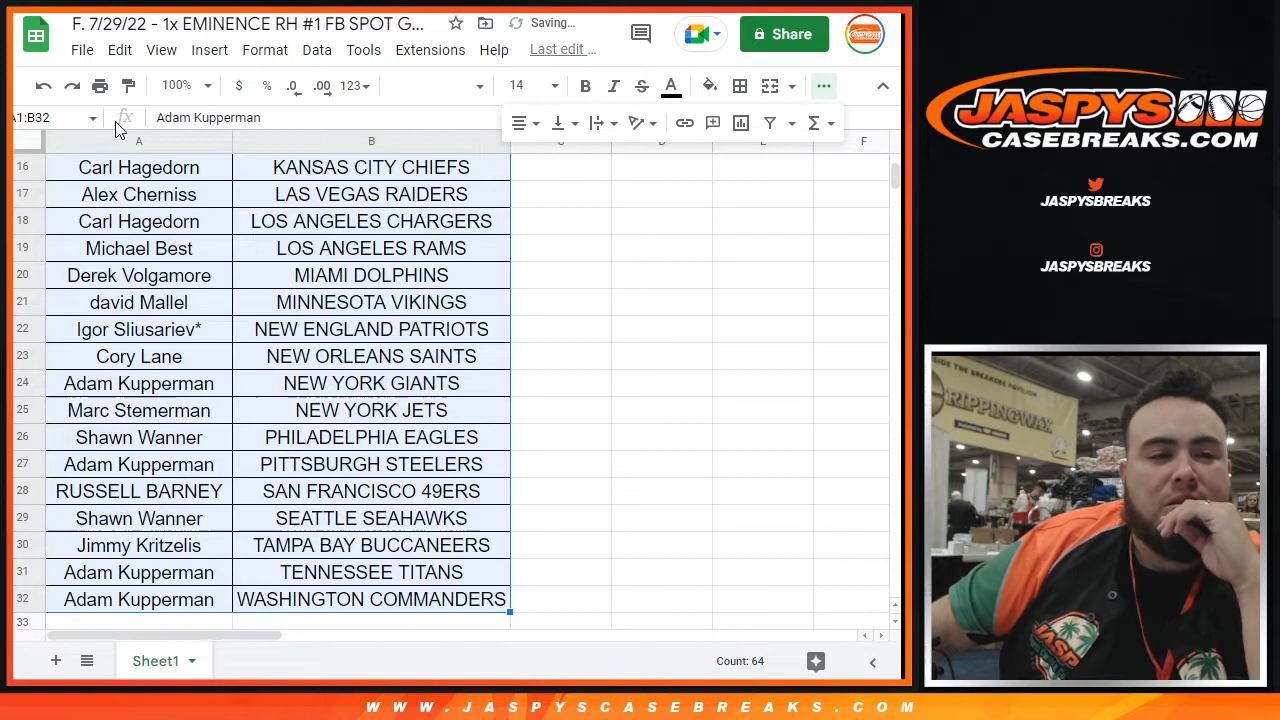 F. 7/29/22 - 1x EMINENCE RH #1 FB SPOT G...
Saving...
File Edit View Insert Format Data Tools Extensions Help Last edit ...
Share
100% $ % .0 .00 123 14 B I S A
A1:B32 fx Adam Kupperman
A B C D E F
16 Carl Hagedorn KANSAS CITY CHIEFS
17 Alex Cherniss LAS VEGAS RAIDERS
18 Carl Hagedorn LOS ANGELES CHARGERS
19 Michael Best LOS ANGELES RAMS
20 Derek Volgamore MIAMI DOLPHINS
21 david Mallel MINNESOTA VIKINGS
22 Igor Sliusariev* NEW ENGLAND PATRIOTS
23 Cory Lane NEW ORLEANS SAINTS
24 Adam Kupperman NEW YORK GIANTS
25 Marc Stemerman NEW YORK JETS
26 Shawn Wanner PHILADELPHIA EAGLES
27 Adam Kupperman PITTSBURGH STEELERS
28 RUSSELL BARNEY SAN FRANCISCO 49ERS
29 Shawn Wanner SEATTLE SEAHAWKS
30 Jimmy Kritzelis TAMPA BAY BUCCANEERS
31 Adam Kupperman TENNESSEE TITANS
32 Adam Kupperman WASHINGTON COMMANDERS
33
Sheet1
Count: 64
JASPYS
CASEBREAKS.COM
JASPYSBREAKS
JASPYSBREAKS
SIDE THE BREAKERS PAVILION
RIPPINGWAX
JASPYS
WWW.JASPYSCASEBREAKS.COM